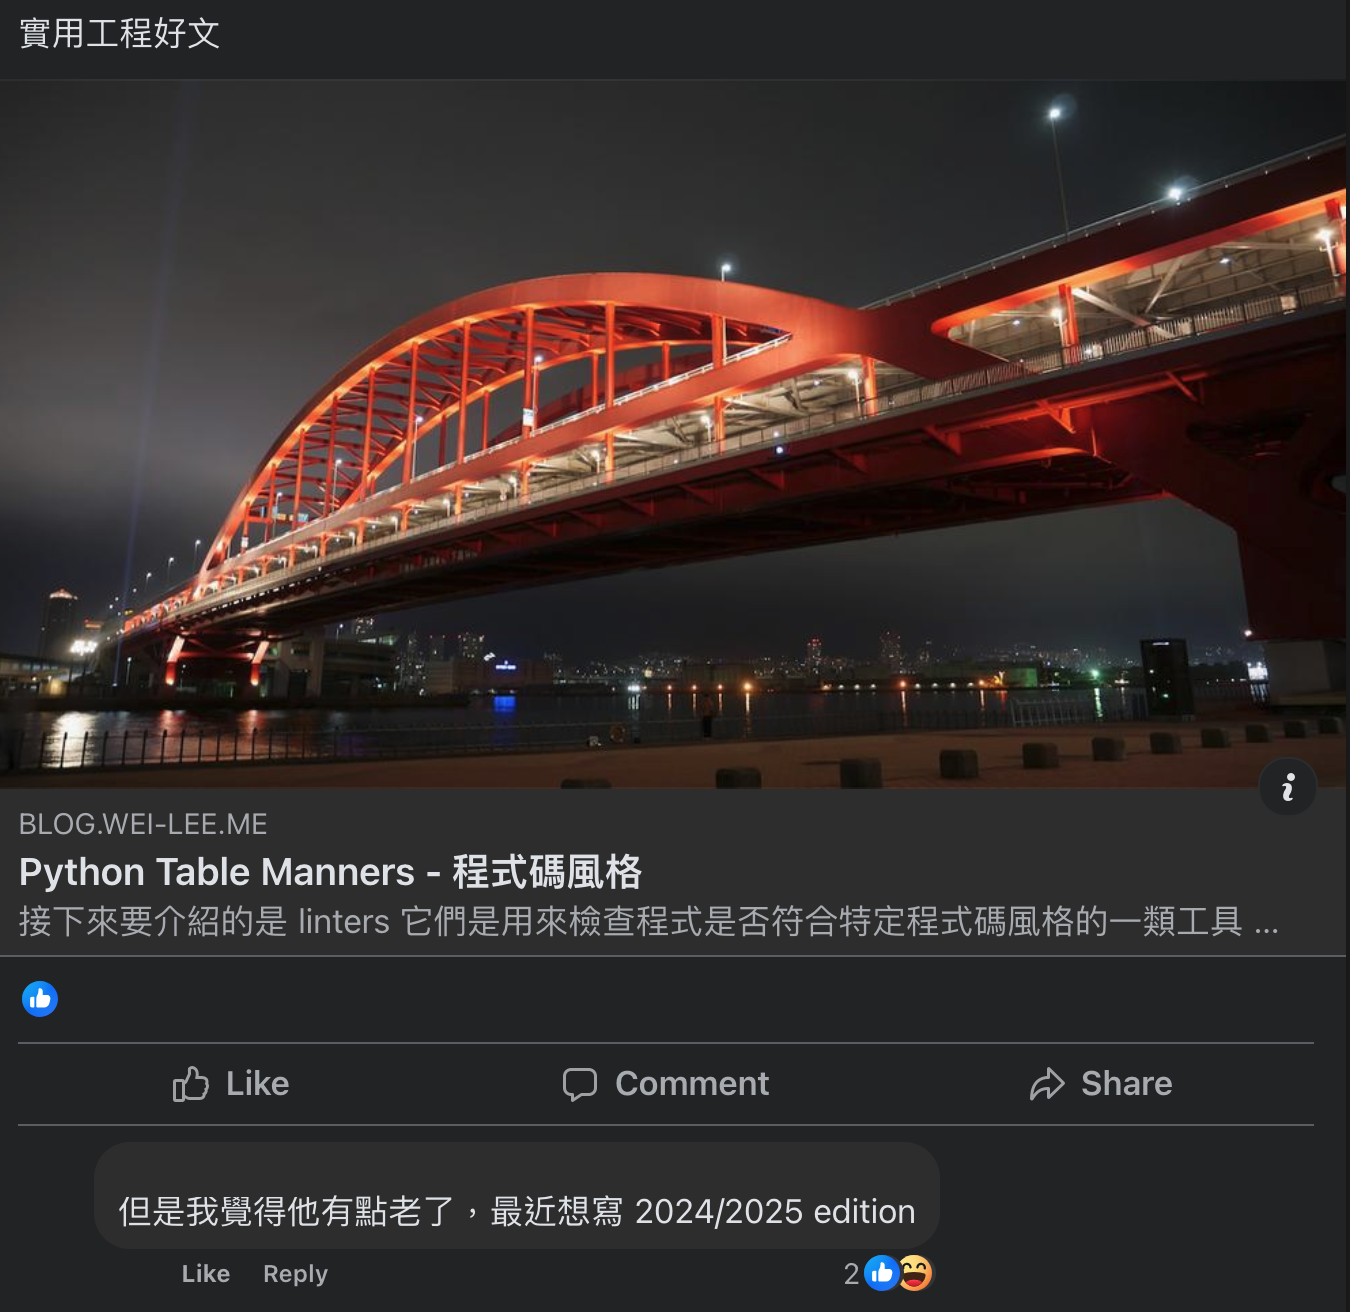 實用工程好文
BLOG.WEI-LEE.ME
Python Table Manners - 程式碼風格
接下來要介紹的是 linters 它們是用來檢查程式是否符合特定程式碼風格的一類工具 ...
Like
Comment
Share
但是我覺得他有點老了，最近想寫 2024/2025 edition
Like
Reply
2